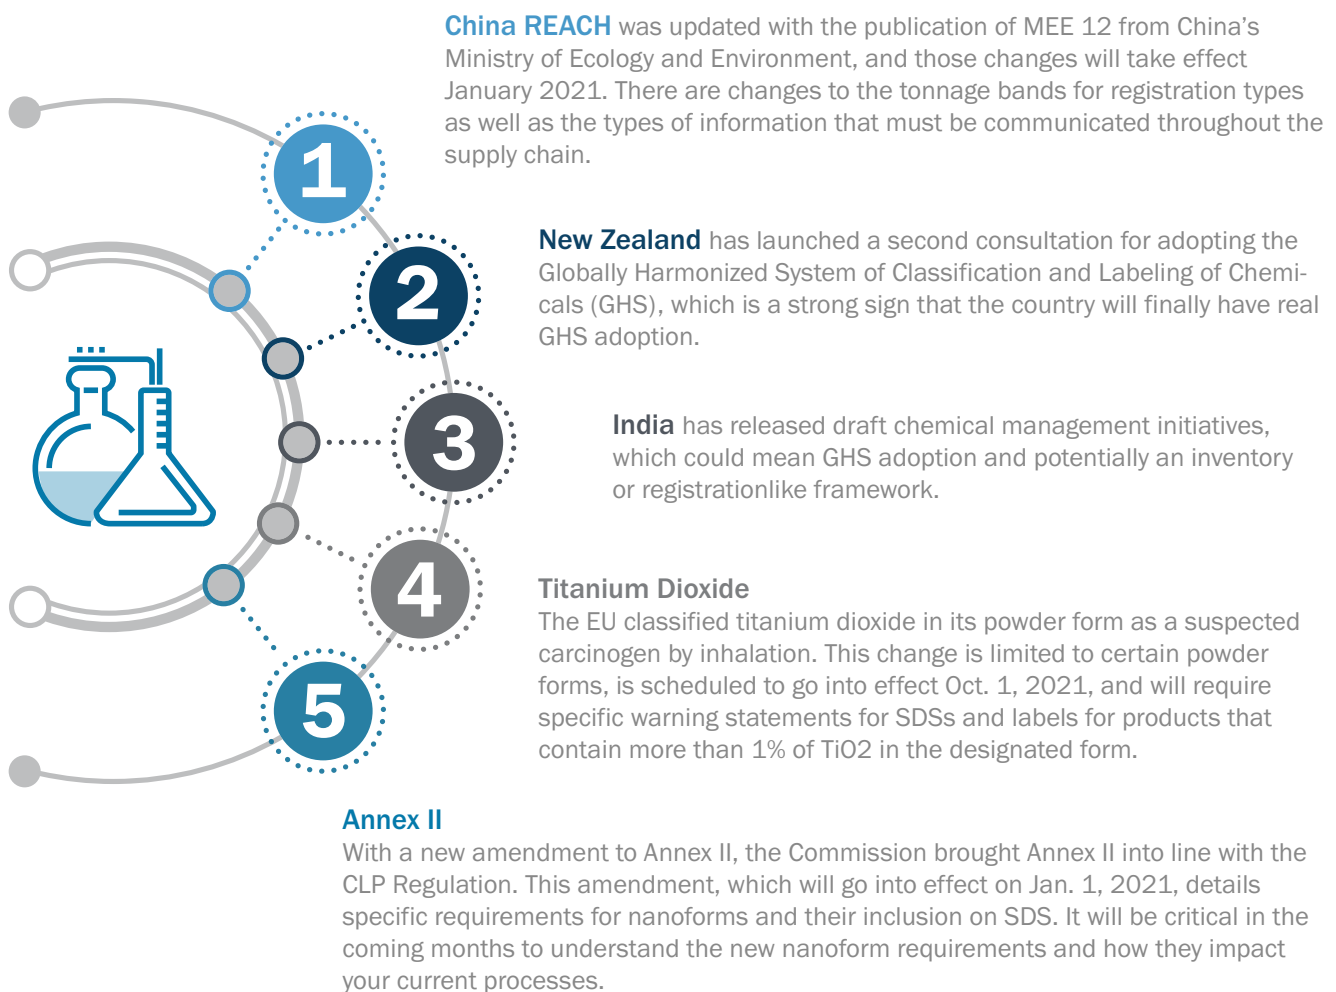 China REACH was updated with the publication of MEE 12 from China’s
Ministry of Ecology and Environment, and those changes will take effect
January 2021. There are changes to the tonnage bands for registration types
as well as the types of information that must be communicated throughout the
supply chain.
1
New Zealand has launched a second consultation for adopting the
Globally Harmonized System of Classification and Labeling of Chemi-
cals (GHS), which is a strong sign that the country will finally have real
GHS adoption.
2
India has released draft chemical management initiatives,
which could mean GHS adoption and potentially an inventory
or registrationlike framework.
3
Titanium Dioxide
The EU classified titanium dioxide in its powder form as a suspected
carcinogen by inhalation. This change is limited to certain powder
forms, is scheduled to go into effect Oct. 1, 2021, and will require
specific warning statements for SDSs and labels for products that
contain more than 1% of TiO2 in the designated form.
4
5
Annex II
With a new amendment to Annex II, the Commission brought Annex II into line with the
CLP Regulation. This amendment, which will go into effect on Jan. 1, 2021, details
specific requirements for nanoforms and their inclusion on SDS. It will be critical in the
coming months to understand the new nanoform requirements and how they impact
your current processes.